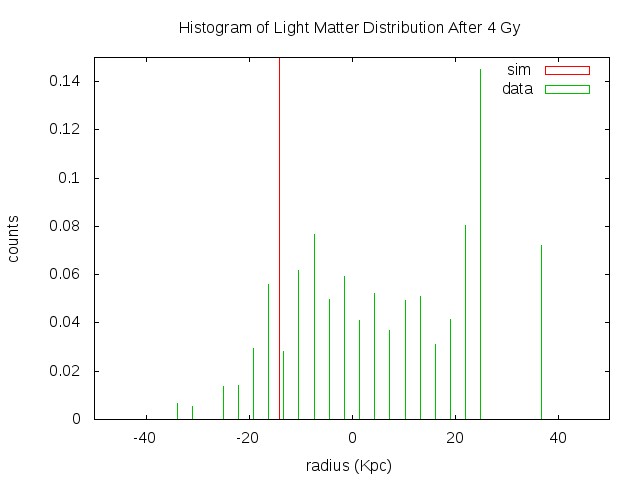 Histogram of Light Matter Distribution After 4 Gy
sim
data
0.14
0.12
0.1
0.08
0.06
0.04
0.02
0
counts
-40
-20
0
20
40
radius (Kpc)